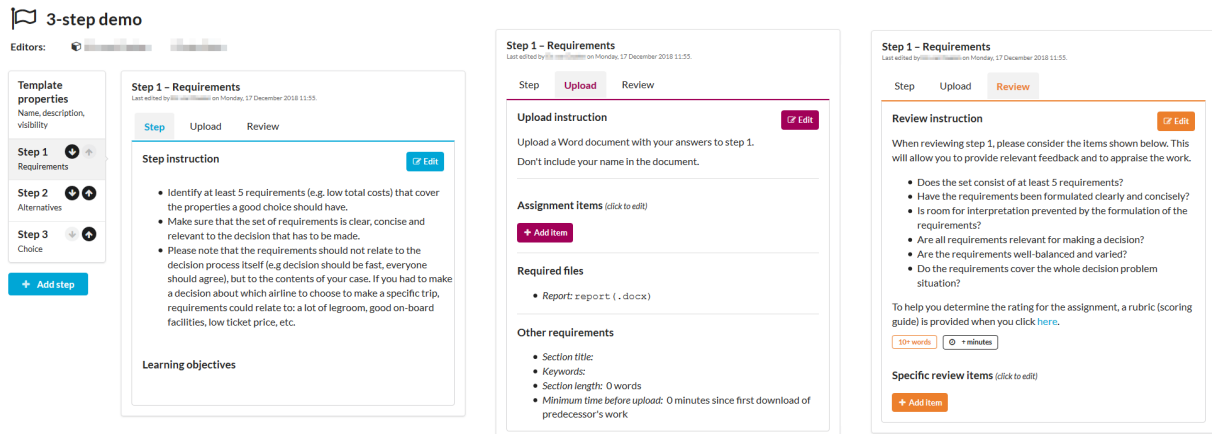 3-step demo
Editors:
Template
properties
Name, description,
visibility
Step 1
Requirements
Step 2
Alternatives
Step 3
Choice
+ Add step
Step 1 – Requirements
Last edited by on Monday, 17 December 2018 11:55.
Step Upload Review
Step instruction
Edit
• Identify at least 5 requirements (e.g. low total costs) that cover
the properties a good choice should have.
• Make sure that the set of requirements is clear, concise and
relevant to the decision that has to be made.
• Please note that the requirements should not relate to the
decision process itself (e.g decision should be fast, everyone
should agree), but to the contents of your case. If you had to make
a decision about which airline to choose to make a specific trip,
requirements could relate to: a lot of legroom, good on-board
facilities, low ticket price, etc.
Learning objectives
Step 1 – Requirements
Last edited by on Monday, 17 December 2018 11:55.
Step Upload Review
Upload instruction
Edit
Upload a Word document with your answers to step 1.
Don't include your name in the document.
Assignment items (click to edit)
+ Add item
Required files
• Report: report(.docx)
Other requirements
• Section title:
• Keywords:
• Section length: 0 words
• Minimum time before upload: 0 minutes since first download of
predecessor's work
Step 1 – Requirements
Last edited by on Monday, 17 December 2018 11:55.
Step Upload Review
Review instruction
Edit
When reviewing step 1, please consider the items shown below. This
will allow you to provide relevant feedback and to appraise the work.
• Does the set consist of at least 5 requirements?
• Have the requirements been formulated clearly and concisely?
• Is room for interpretation prevented by the formulation of the
requirements?
• Are all requirements relevant for making a decision?
• Are the requirements well-balanced and varied?
• Do the requirements cover the whole decision problem
situation?
To help you determine the rating for the assignment, a rubric (scoring
guide) is provided when you click here.
10+ words + minutes
Specific review items (click to edit)
+ Add item